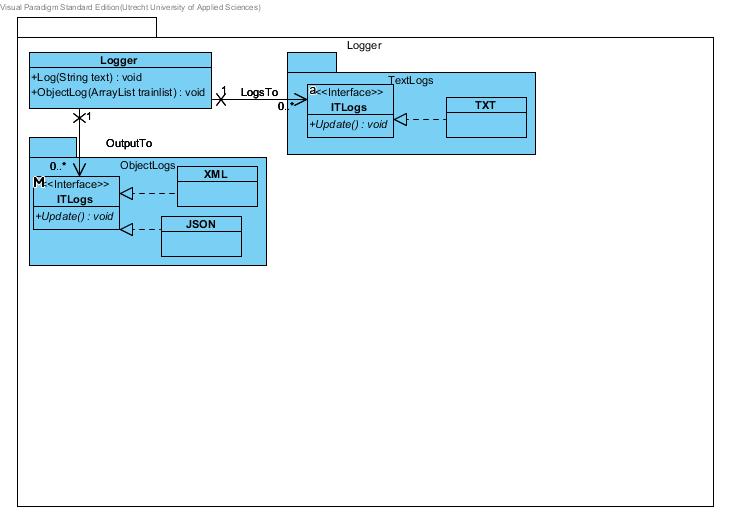 Visual Paradigm Standard Edition(Utrecht University of Applied Sciences)
Logger
Logger
+Log(String text) : void
+ObjectLog(ArrayList trainlist) : void
1
LogsTo
0..*
TextLogs
a
<<Interface>>
ITLogs
+Update() : void
TXT
1
OutputTo
0..*
ObjectLogs
M
<<Interface>>
ITLogs
+Update() : void
XML
JSON